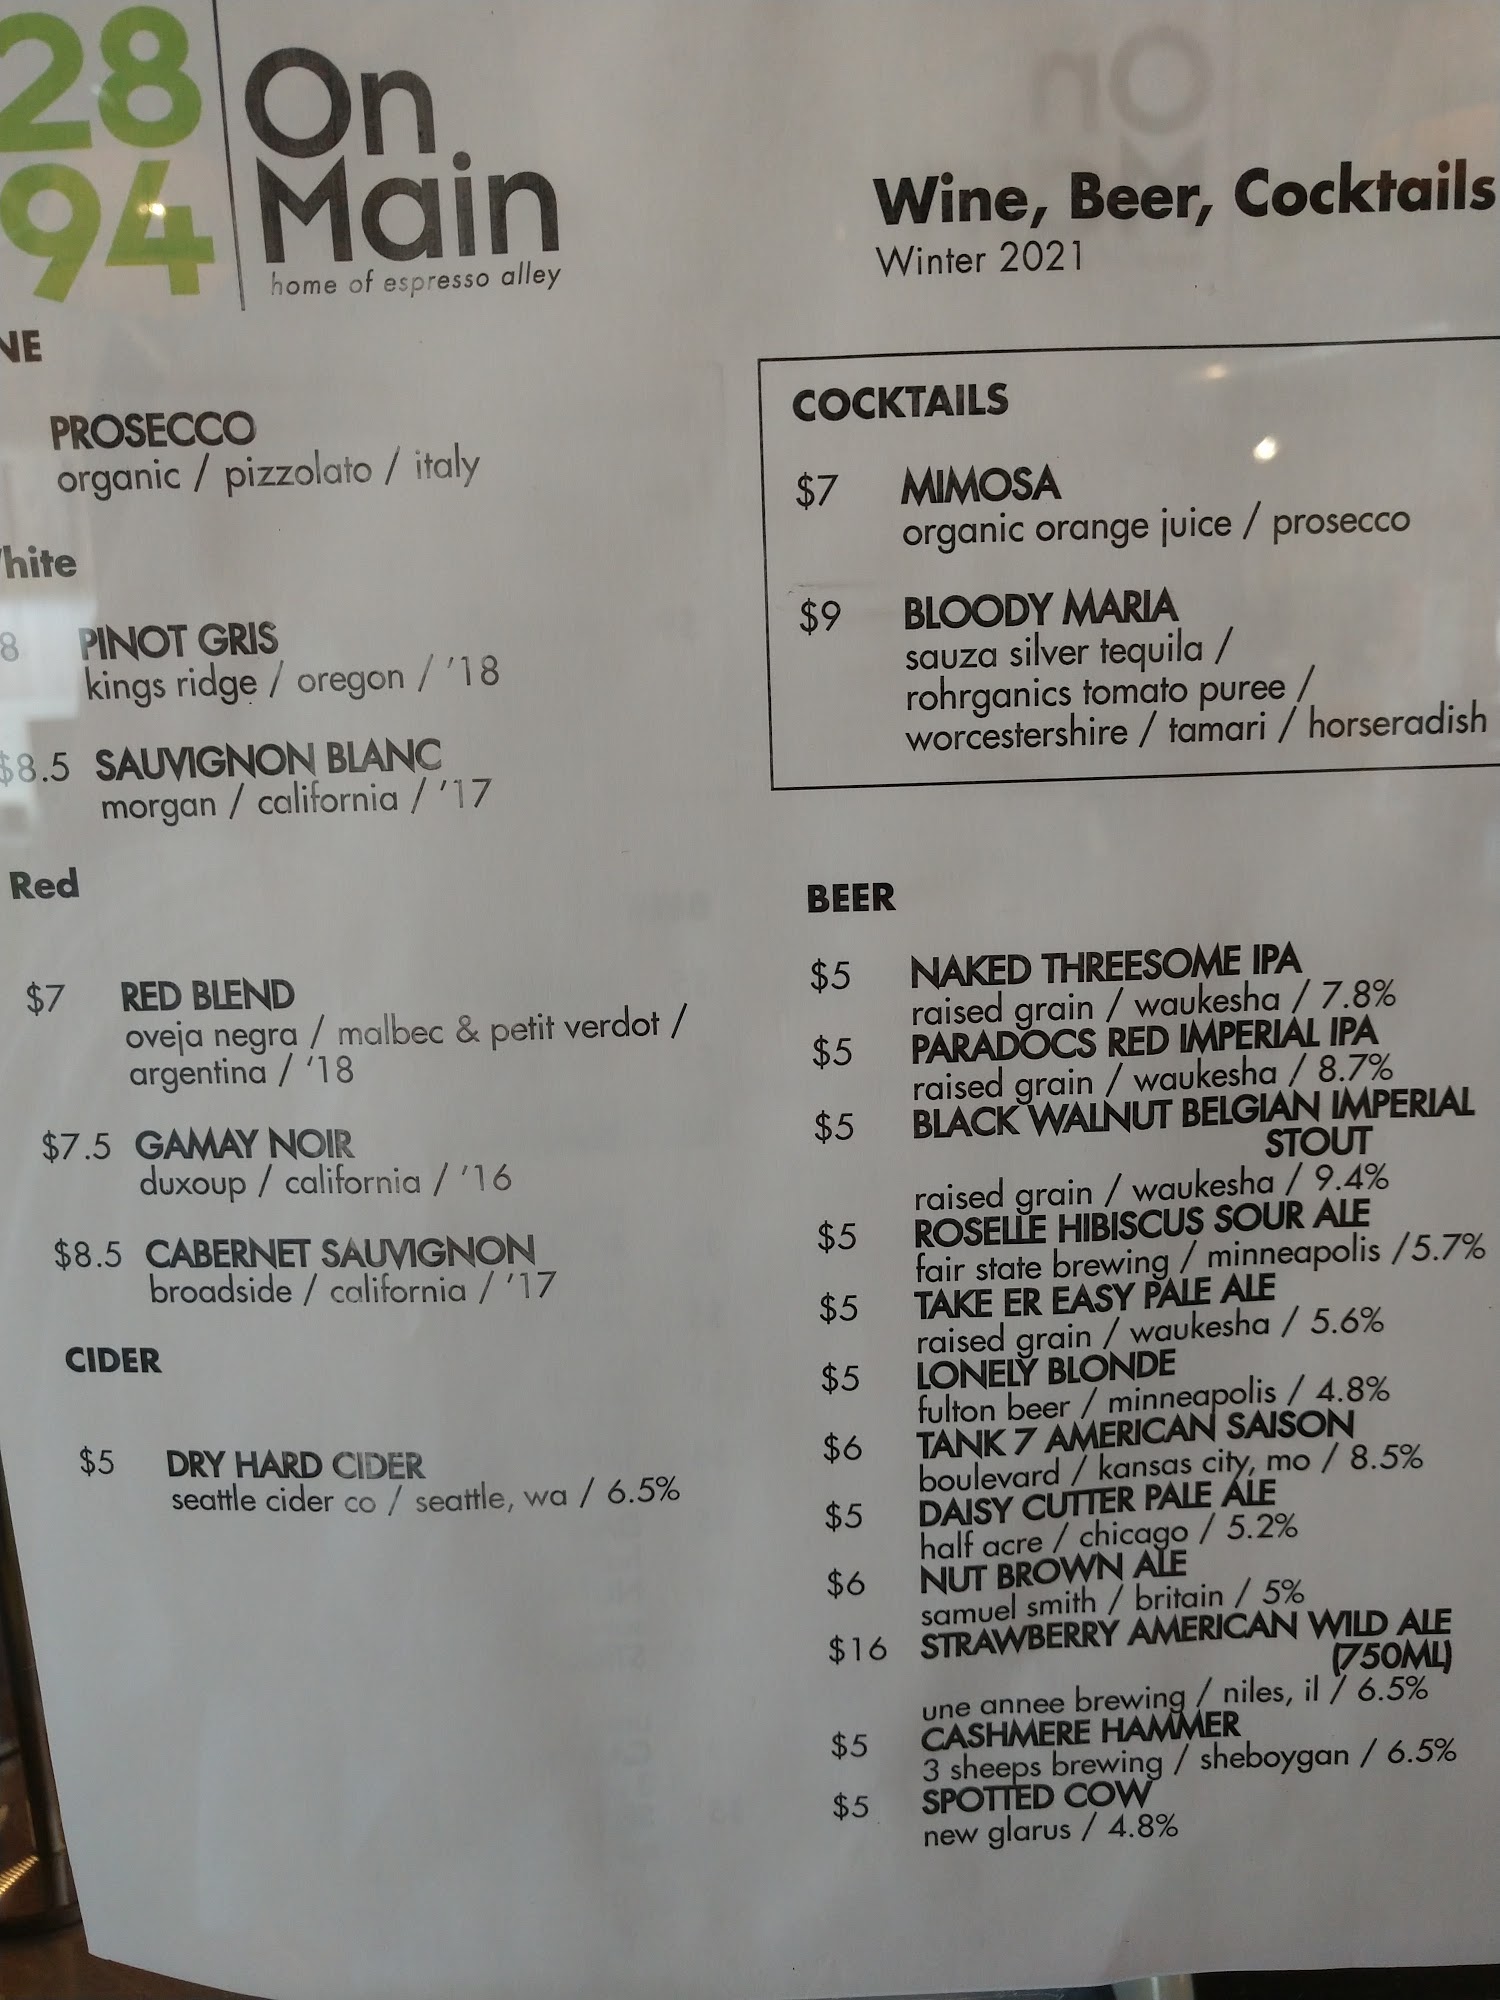 28
94
On
Main
home of espresso alley
Wine, Beer, Cocktails
Winter 2021
NE
PROSECCO
organic / pizzolato / italy
hite
8 PINOT GRIS
kings ridge / oregon / '18
$8.5 SAUVIGNON BLANC
morgan / california / '17
Red
$7 RED BLEND
oveja negra / malbec & petit verdot /
argentina / '18
$7.5 GAMAY NOIR
duxoup / california / '16
$8.5 CABERNET SAUVIGNON
broadside / california / '17
CIDER
$5 DRY HARD CIDER
seattle cider co / seattle, wa / 6.5%
COCKTAILS
$7 MIMOSA
organic orange juice / prosecco
$9 BLOODY MARIA
sauza silver tequila /
rohrganics tomato puree /
worcestershire / tamari / horseradish
BEER
$5 NAKED THREESOME IPA
raised grain / waukesha / 7.8%
$5 PARADOCS RED IMPERIAL IPA
raised grain / waukesha / 8.7%
$5 BLACK WALNUT BELGIAN IMPERIAL
STOUT
raised grain / waukesha / 9.4%
$5 ROSELLE HIBISCUS SOUR ALE
fair state brewing / minneapolis /5.7%
$5 TAKE ER EASY PALE ALE
raised grain / waukesha / 5.6%
$5 LONELY BLONDE
fulton beer / minneapolis / 4.8%
$6 TANK 7 AMERICAN SAISON
boulevard / kansas city, mo / 8.5%
$5 DAISY CUTTER PALE ALE
half acre / chicago / 5.2%
$6 NUT BROWN ALE
samuel smith / britain / 5%
$16 STRAWBERRY AMERICAN WILD ALE
(750ML)
une annee brewing / niles, il / 6.5%
$5 CASHMERE HAMMER
3 sheeps brewing / sheboygan / 6.5%
$5 SPOTTED COW
new glarus / 4.8%